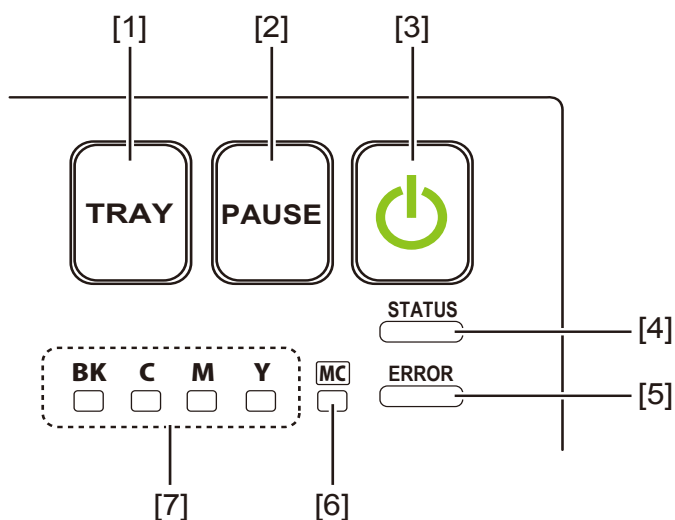 [1] [2] [3]
TRAY PAUSE
STATUS
[4]
BK C M Y MC ERROR
[5]
[7] [6]